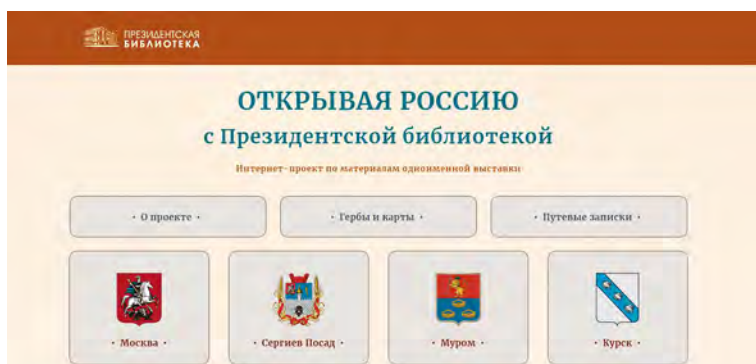 ПРЕЗИДЕНТСКАЯ
БИБЛИОТЕКА
ОТКРЫВАЯ РОССИЮ
с Президентской библиотекой
Интернет-проект по материалам одноименной выставки
· О проекте ·
· Гербы и карты ·
· Путевые записки ·
· Москва ·
· Сергиев Посад ·
· Муром ·
· Курск ·